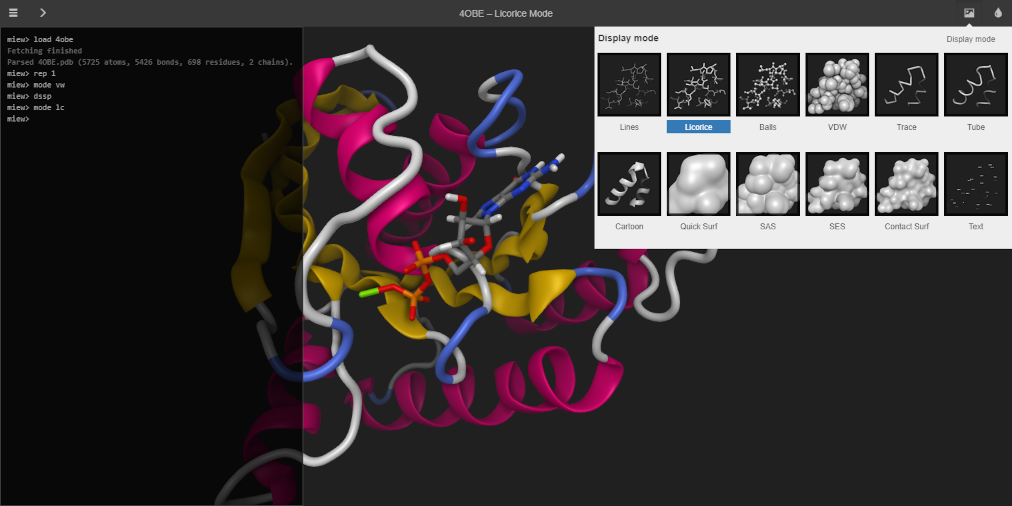 4OBE – Licorice Mode
miew> load 4obe
Fetching finished
Parsed 4OBE.pdb (5725 atoms, 5426 bonds, 698 residues, 2 chains).
miew> rep 1
miew> mode vw
miew> dssp
miew> mode lc
miew>
Display mode
Display mode
Lines Licorice Balls VDW Trace Tube
Cartoon Quick Surf SAS SES Contact Surf Text